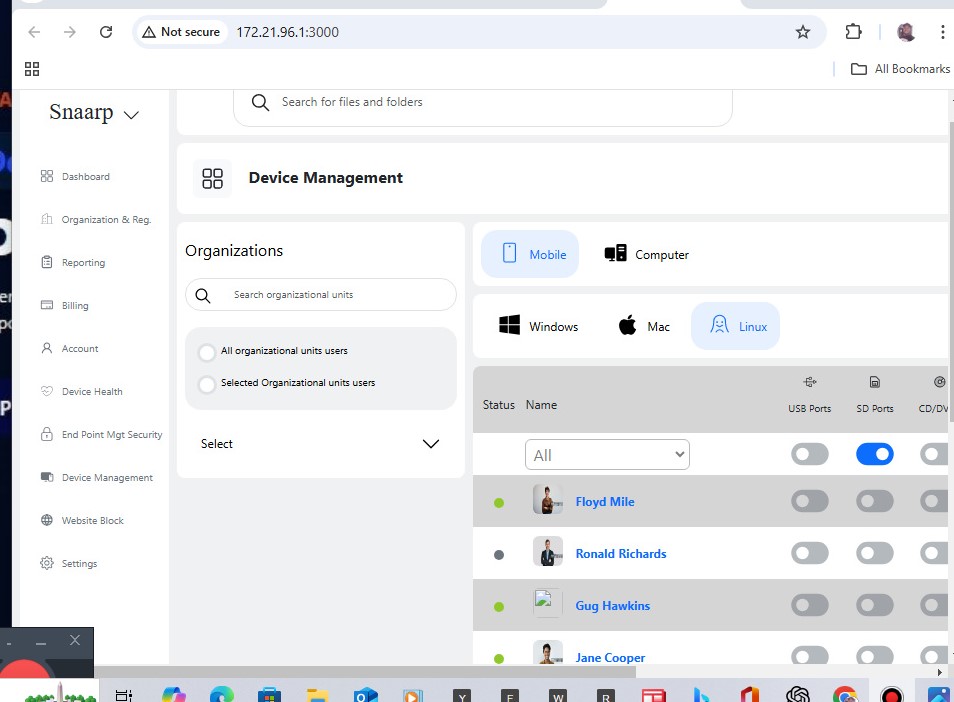 Not secure
172.21.96.1:3000
All Bookmarks
Snaarp
Search for files and folders
Dashboard
Organization & Reg.
Reporting
Billing
Account
Device Health
End Point Mgt Security
Device Management
Website Block
Settings
Device Management
Organizations
Search organizational units
All organizational units users
Selected Organizational units users
Select
Mobile
Computer
Windows
Mac
Linux
Status Name USB Ports SD Ports CD/DV
All
Floyd Mile
Ronald Richards
Gug Hawkins
Jane Cooper
Y F W R